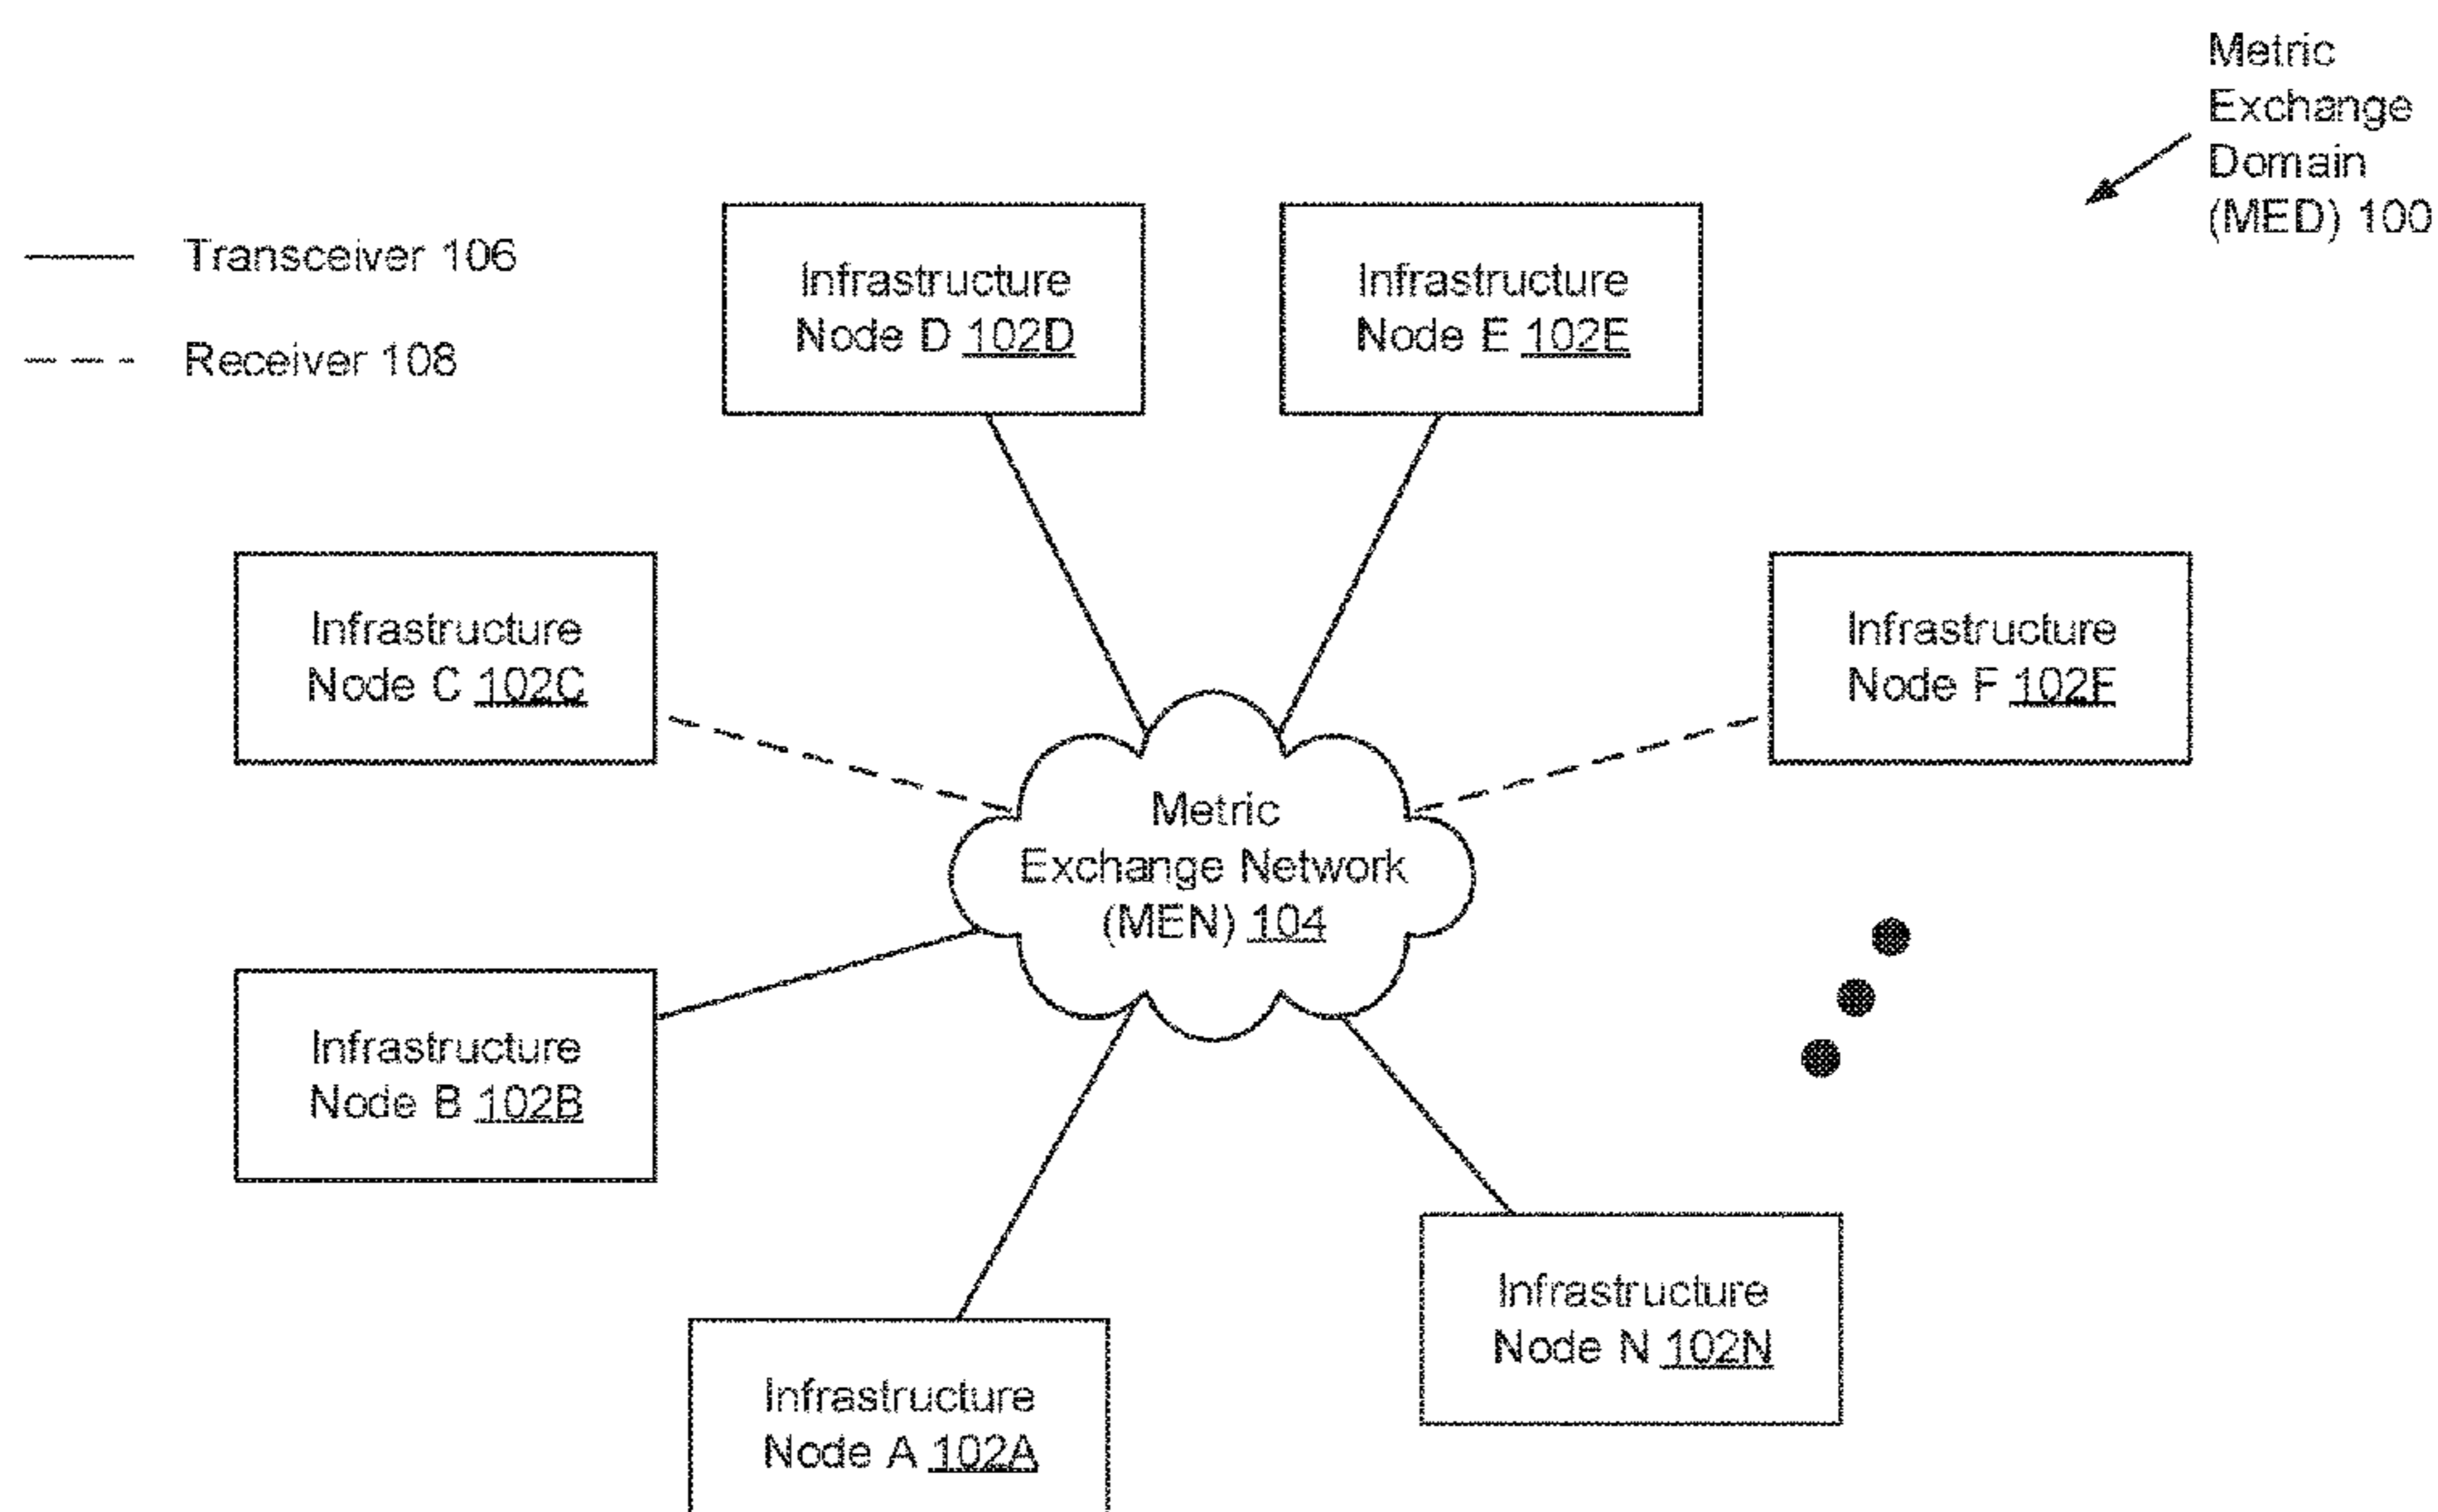 Metric
Exchange
Domain
(MED) 100
Transceiver 106
Receiver 108
Infrastructure
Node D 102D
Infrastructure
Node E 102E
Infrastructure
Node C 102C
Infrastructure
Node F 102F
Metric
Exchange Network
(MEN) 104
Infrastructure
Node B 102B
Infrastructure
Node N 102N
Infrastructure
Node A 102A